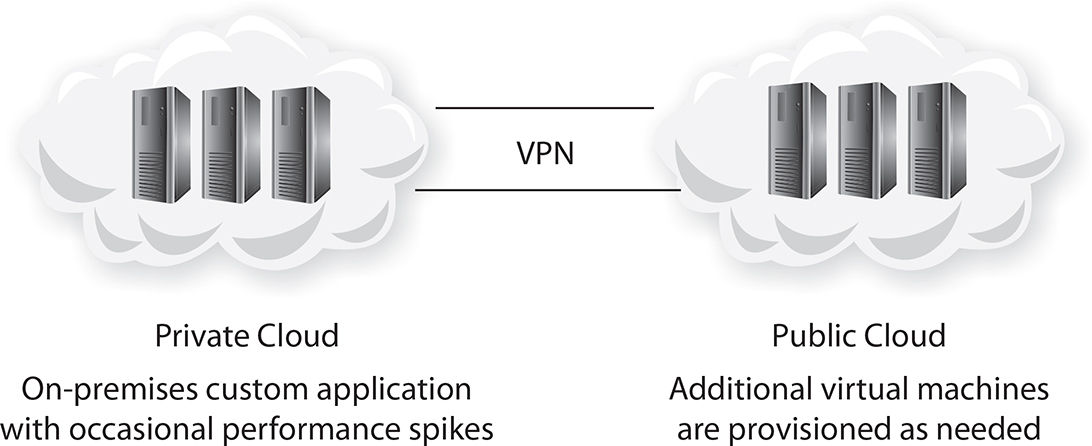 VPN
Private Cloud
On-premises custom application
with occasional performance spikes
Public Cloud
Additional virtual machines
are provisioned as needed